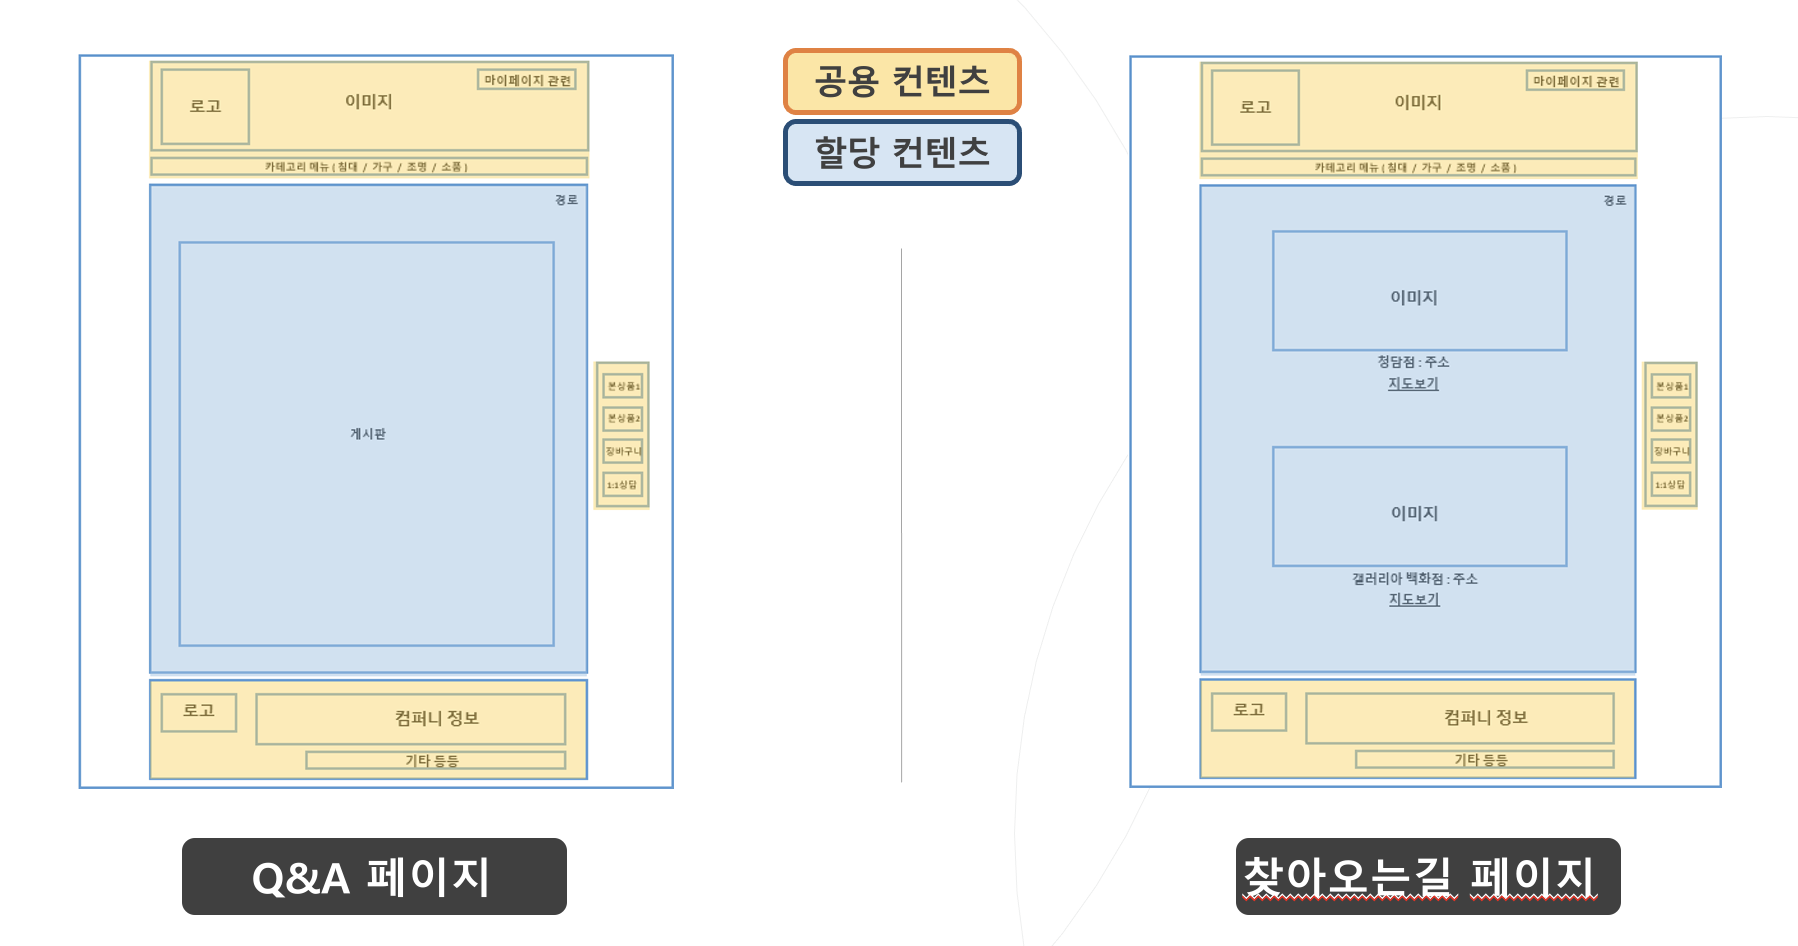 로고
이미지
마이페이지 관련
카테고리 메뉴 ( 침대 / 가구 / 조명 / 소품 )
경로
게시판
본상품1
본상품2
장바구니
1:1상담
로고
컴퍼니 정보
기타 등등
Q&A 페이지
공용 컨텐츠
할당 컨텐츠
로고
이미지
마이페이지 관련
카테고리 메뉴 ( 침대 / 가구 / 조명 / 소품 )
경로
이미지
청담점 : 주소
지도보기
이미지
갤러리아 백화점 : 주소
지도보기
본상품1
본상품2
장바구니
1:1상담
로고
컴퍼니 정보
기타 등등
찾아오는길 페이지